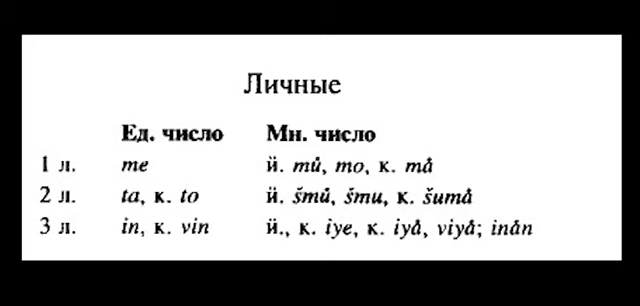 Личные
Ед. число Мн. число
1 л. me й. mů, mo, к. må
2 л. ta, к. to й. šmů, šmu, к. šumå
3 л. in, к. vin й., к. iye, к. iyå, viyå; inån